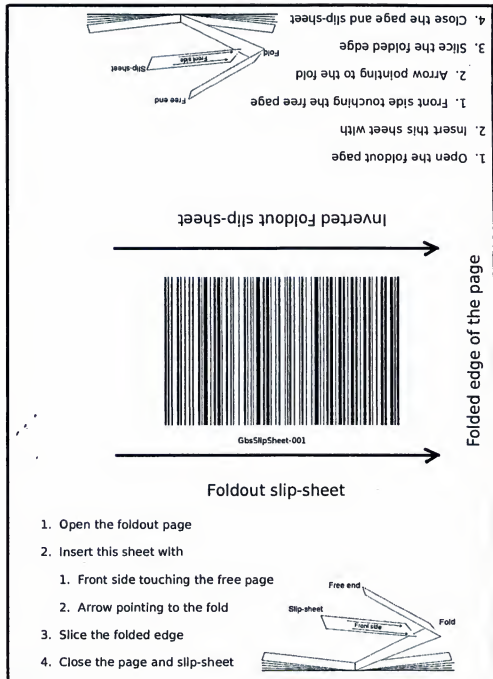 4. Close the page and slip-sheet
3. Slice the folded edge
2. Arrow pointing to the fold
1. Front side touching the free page
2. Insert this sheet with
1. Open the foldout page
Fold
Front side
Slip-sheet
Free end
Inverted Foldout slip-sheet
Folded edge of the page
GbsSlipSheet-001
Foldout slip-sheet
1. Open the foldout page
2. Insert this sheet with
1. Front side touching the free page
2. Arrow pointing to the fold
3. Slice the folded edge
4. Close the page and slip-sheet
Free end
Slip-sheet
Front side
Fold